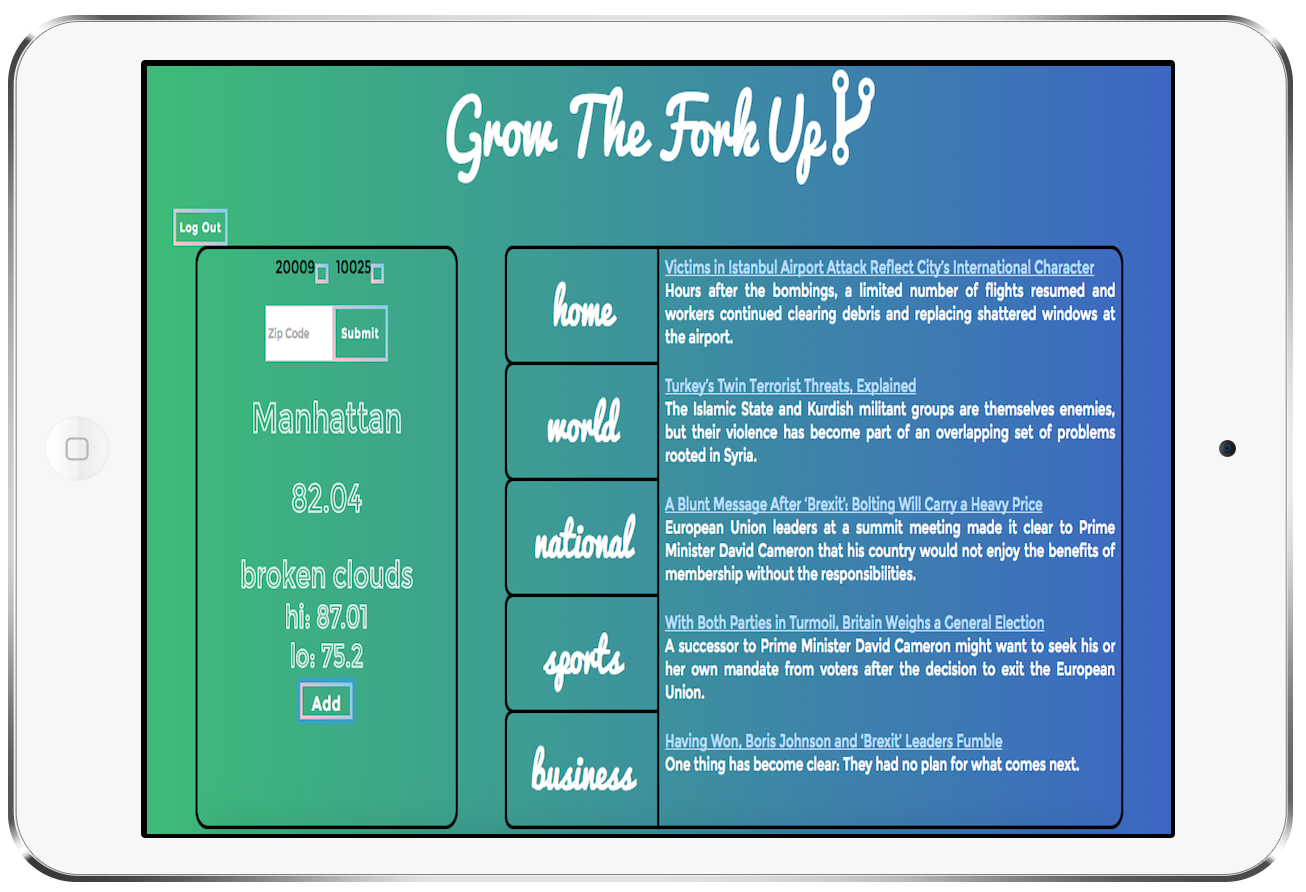 Grow The Fork Up
Log Out
20009 10025
Zip Code Submit
Manhattan
82.04
broken clouds
hi: 87.01
lo: 75.2
Add
home
world
national
sports
business
Victims in Istanbul Airport Attack Reflect City's International Character
Hours after the bombings, a limited number of flights resumed and
workers continued clearing debris and replacing shattered windows at
the airport.
Turkey's Twin Terrorist Threats, Explained
The Islamic State and Kurdish militant groups are themselves enemies,
but their violence has become part of an overlapping set of problems
rooted in Syria.
A Blunt Message After ‘Brexit’: Bolting Will Carry a Heavy Price
European Union leaders at a summit meeting made it clear to Prime
Minister David Cameron that his country would not enjoy the benefits of
membership without the responsibilities.
With Both Parties in Turmoil, Britain Weighs a General Election
A successor to Prime Minister David Cameron might want to seek his or
her own mandate from voters after the decision to exit the European
Union.
Having Won, Boris Johnson and ‘Brexit’ Leaders Fumble
One thing has become clear: They had no plan for what comes next.